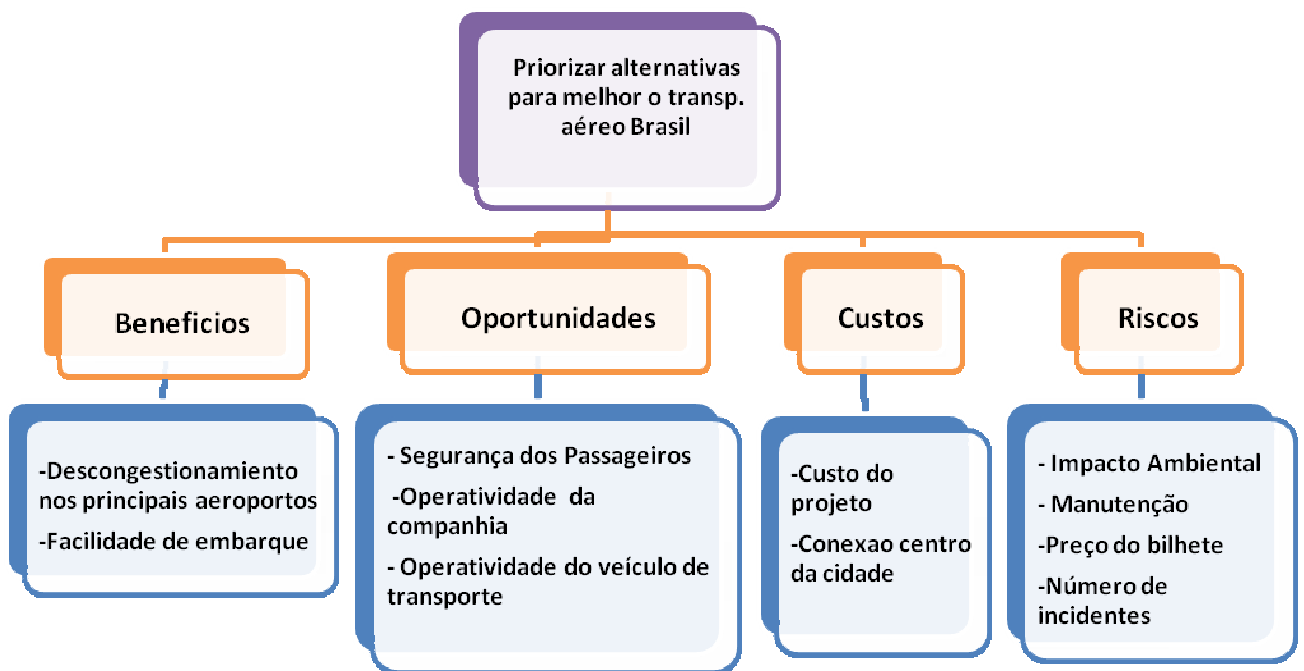 Priorizar alternativas
para melhor o transp.
aéreo Brasil
Beneficios
Oportunidades
Custos
Riscos
-Descongestionamiento
nos principais aeroportos
-Facilidade de embarque
- Segurança dos Passageiros
-Operatividade da
companhia
- Operatividade do veículo de
transporte
-Custo do
projeto
-Conexao centro
da cidade
- Impacto Ambiental
- Manutenção
-Preço do bilhete
-Número de
incidentes